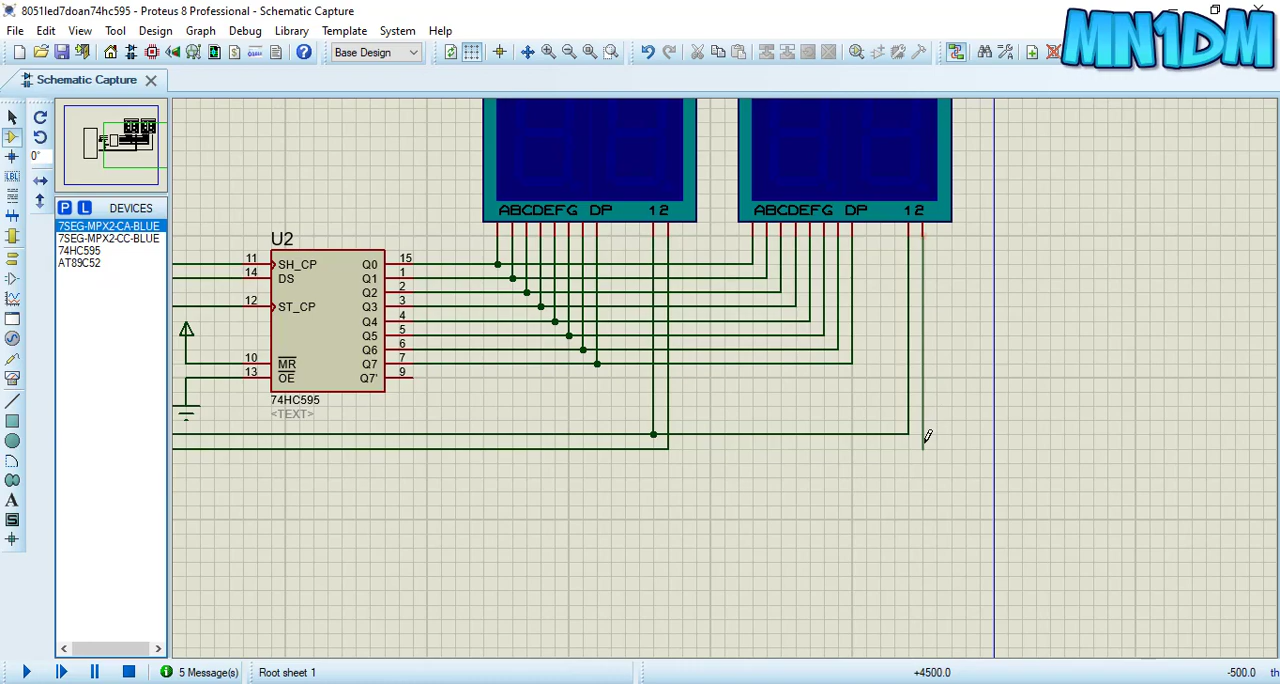 8051led7doan74hc595 - Proteus 8 Professional - Schematic Capture
MN1DM
File Edit View Tool Design Graph Debug Library Template System Help
Base Design
Schematic Capture
0°
P L DEVICES
7SEG-MPX2-CA-BLUE
7SEG-MPX2-CC-BLUE
74HC595
AT89C52
LBL
A
S
ABCDEFG DP 12
ABCDEFG DP 12
U2
11 SH_CP Q0 15
14 DS Q1 1
Q2 2
12 ST_CP Q3 3
Q4 4
Q5 5
10 MR Q6 6
Q7 7
13 OE Q7' 9
74HC595
<TEXT>
5 Message(s) Root sheet 1 +4500.0 -500.0 th